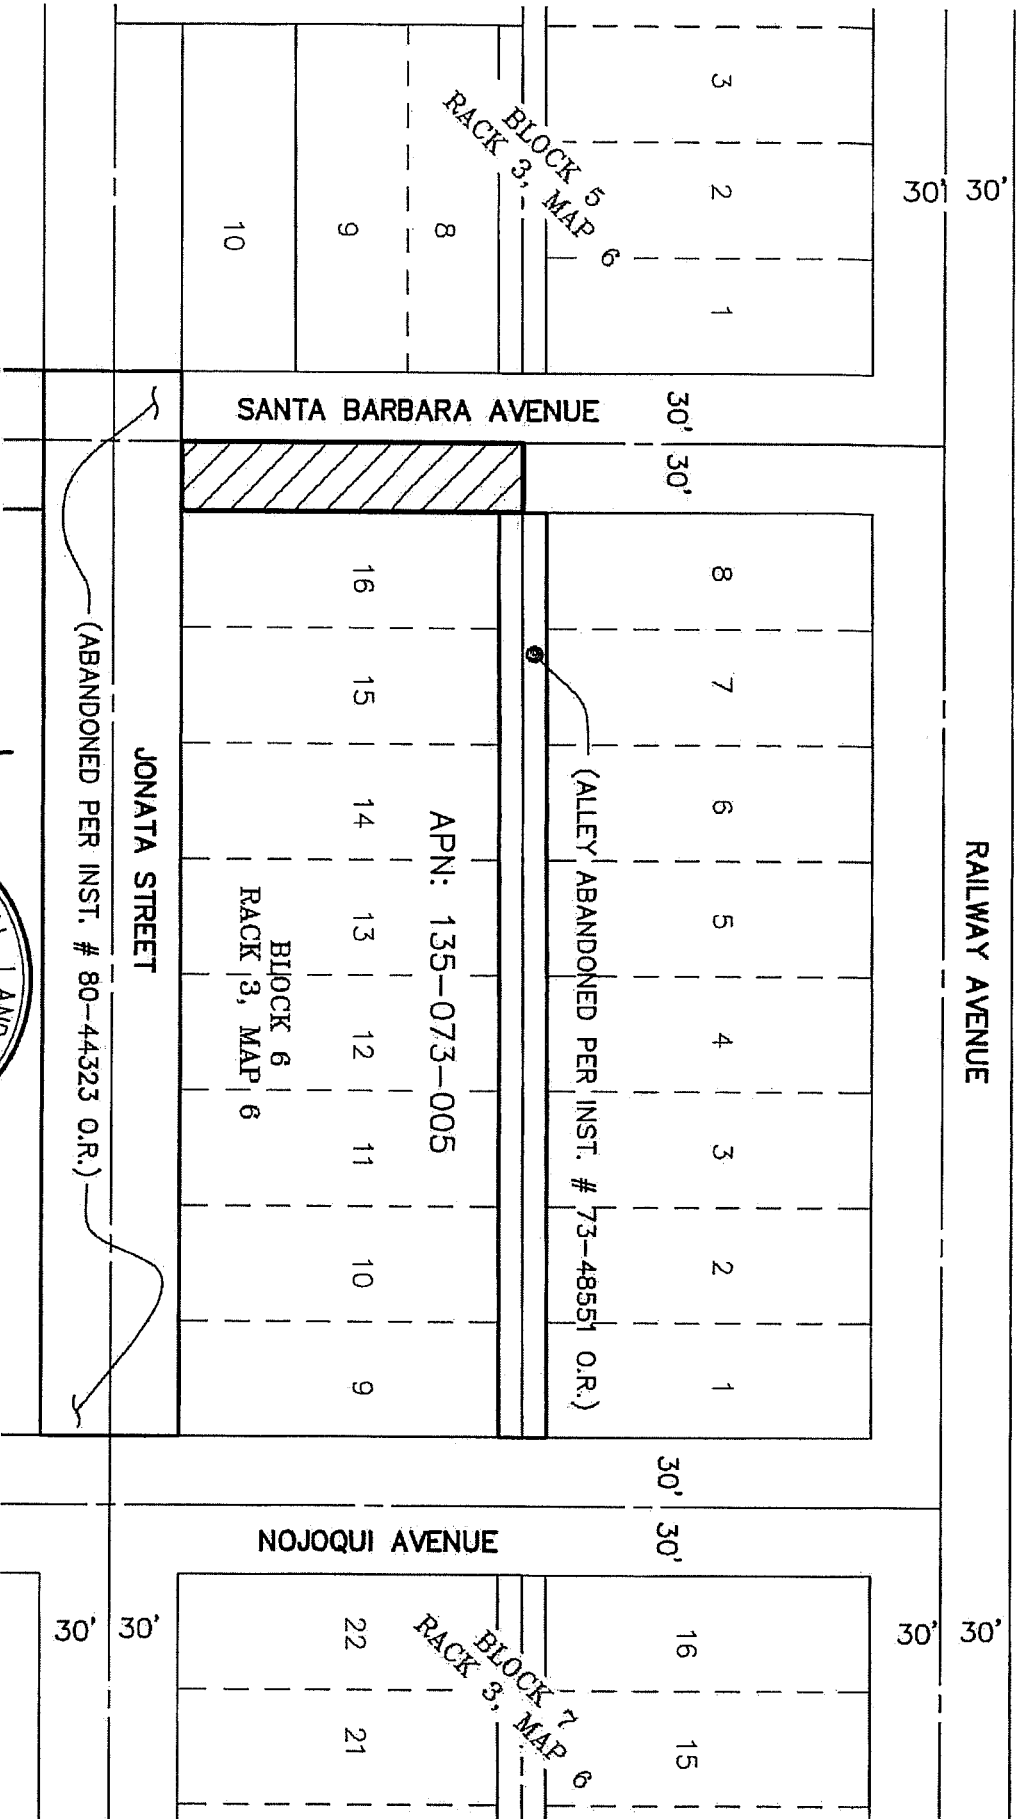 RAILWAY AVENUE
30' 30'
30' 30'
3
2
1
BLOCK 5
RACK 3, MAP 6
8
9
10
SANTA BARBARA AVENUE
30'
30'
8
7
6
5
4
3
2
1
(ALLEY ABANDONED PER INST. # 73-48551 O.R.)
APN: 135-073-005
16
15
14
13
12
11
10
9
BLOCK 6
RACK 3, MAP 6
JONATA STREET
(ABANDONED PER INST. # 80-44323 O.R.)
30'
30'
NOJOQUI AVENUE
16
15
BLOCK 7
RACK 3, MAP 6
22
21
30' 30'